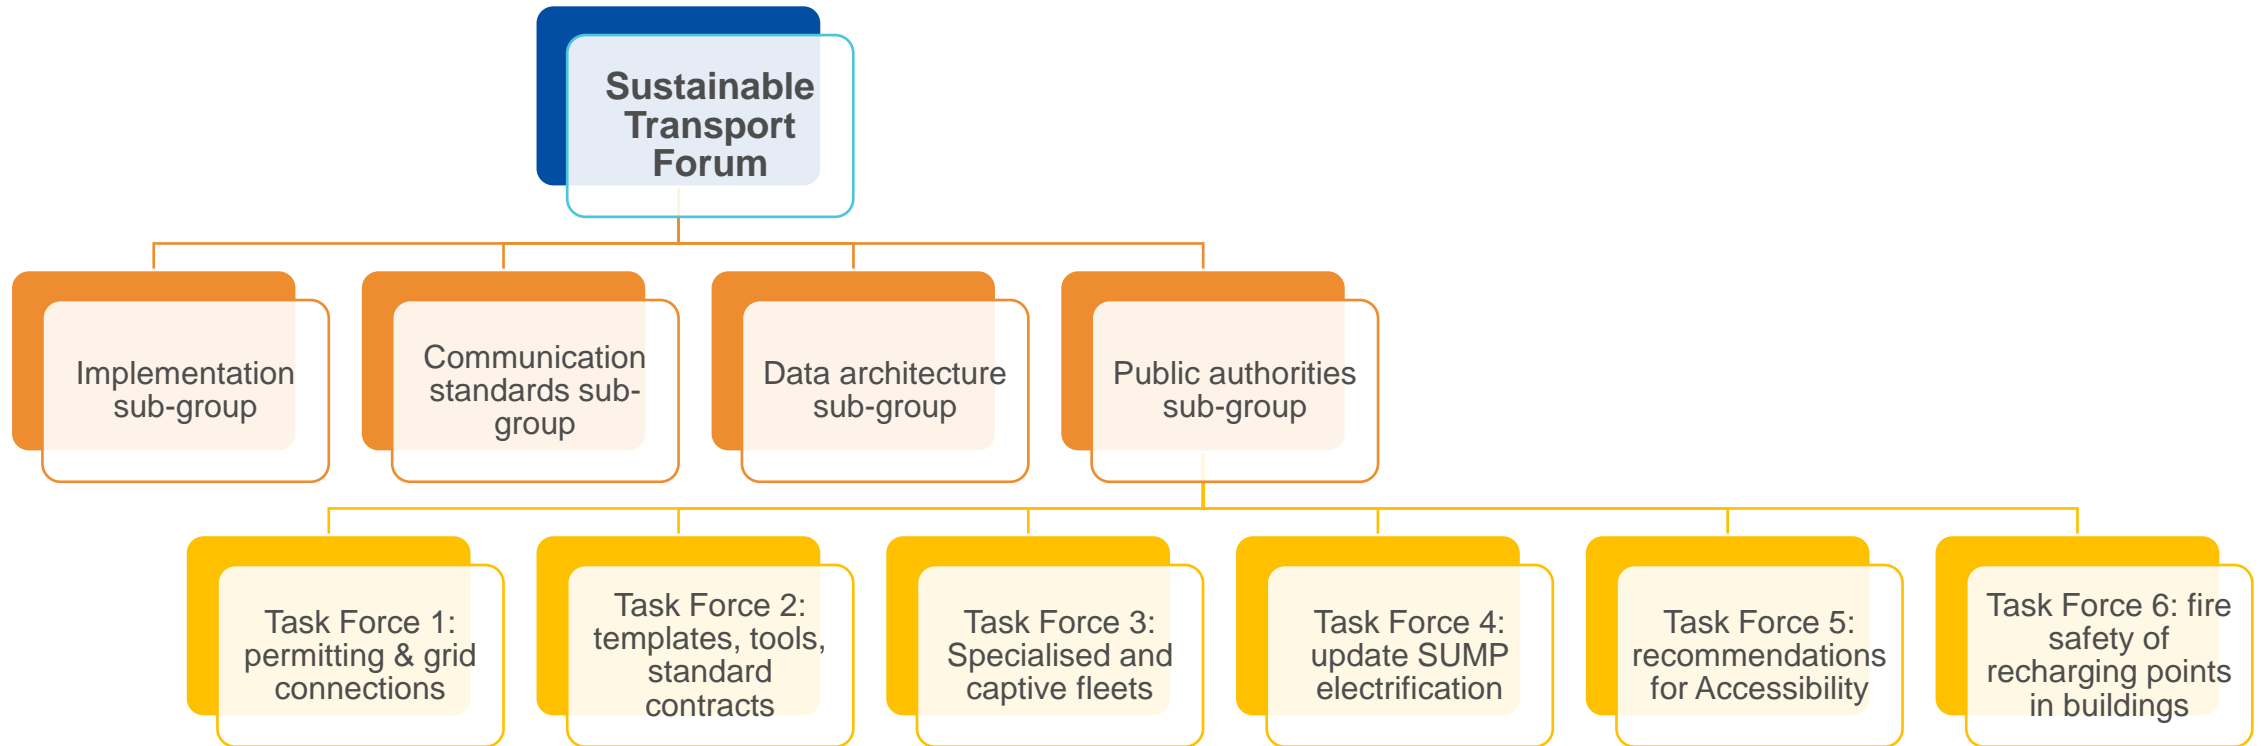 Sustainable
Transport
Forum
Implementation
sub-group
Communication
standards sub-
group
Data architecture
sub-group
Public authorities
sub-group
Task Force 1:
permitting & grid
connections
Task Force 2:
templates, tools,
standard
contracts
Task Force 3:
Specialised and
captive fleets
Task Force 4:
update SUMP
electrification
Task Force 5:
recommendations
for Accessibility
Task Force 6: fire
safety of
recharging points
in buildings